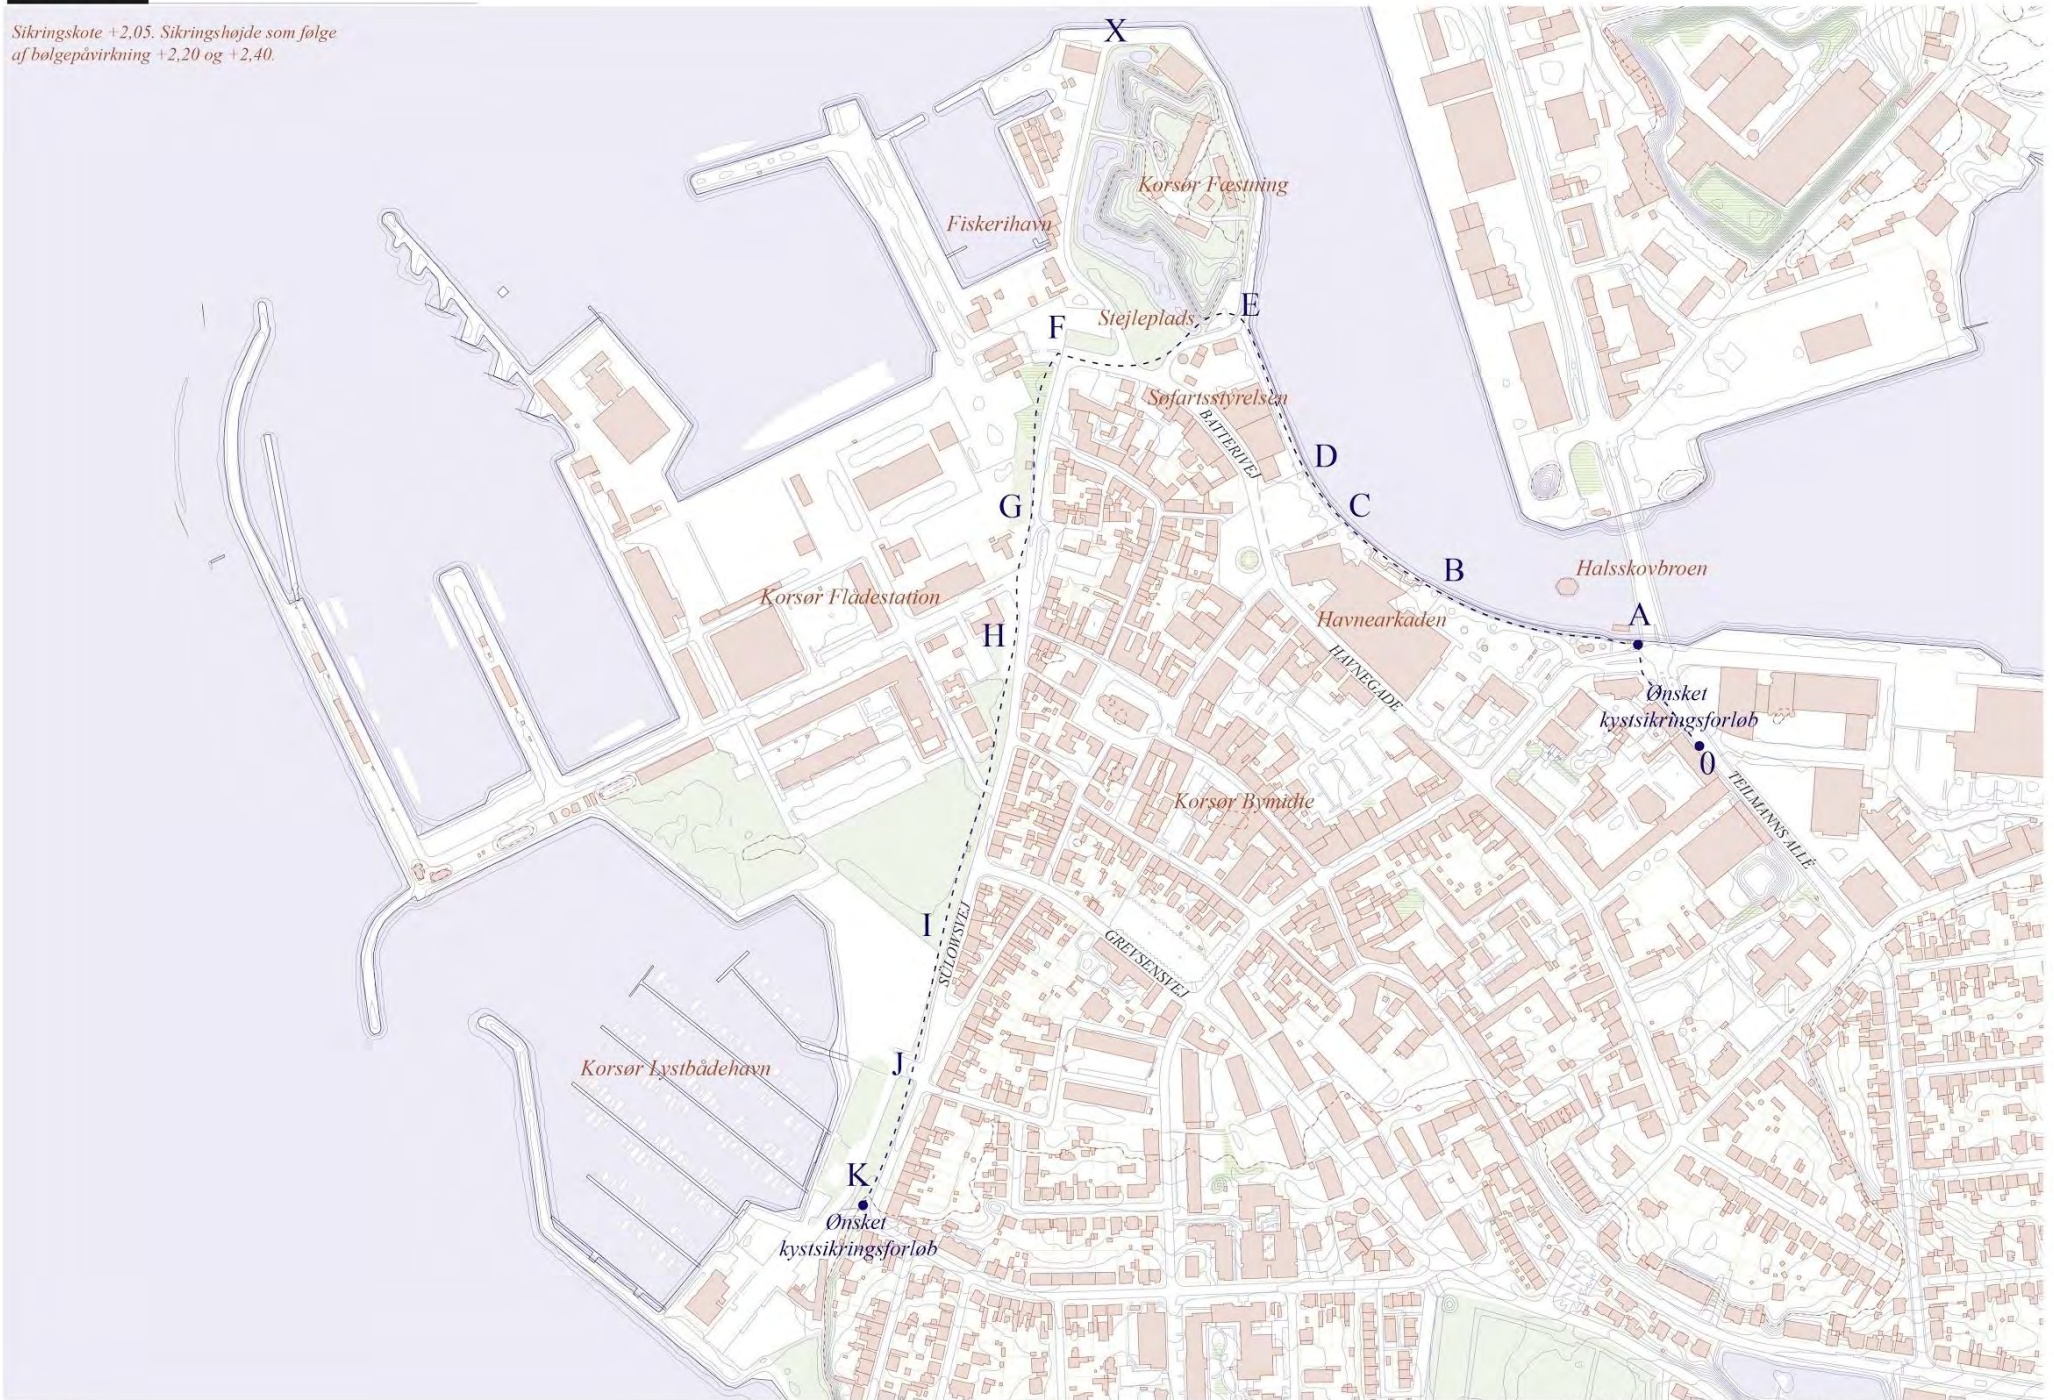 Sikringskote +2,05. Sikringshøjde som følge
af bølgepåvirkning +2,20 og +2,40.
X
Korsør Fæstning
Fiskerihavn
E
Stejleplads
F
Søfartsstyrelsen
BATTERIVEJ
D
G
C
B
Halsskovbroen
Korsør Flådestation
A
Havnearkaden
H
HAVNEGADE
Ønsket
kystsikringsforløb
0
TEILMANNS ALLÉ
Korsør Bymidte
I
SÜLOWSVEJ
GREVSENSVEJ
J
Korsør Lystbådehavn
K
Ønsket
kystsikringsforløb